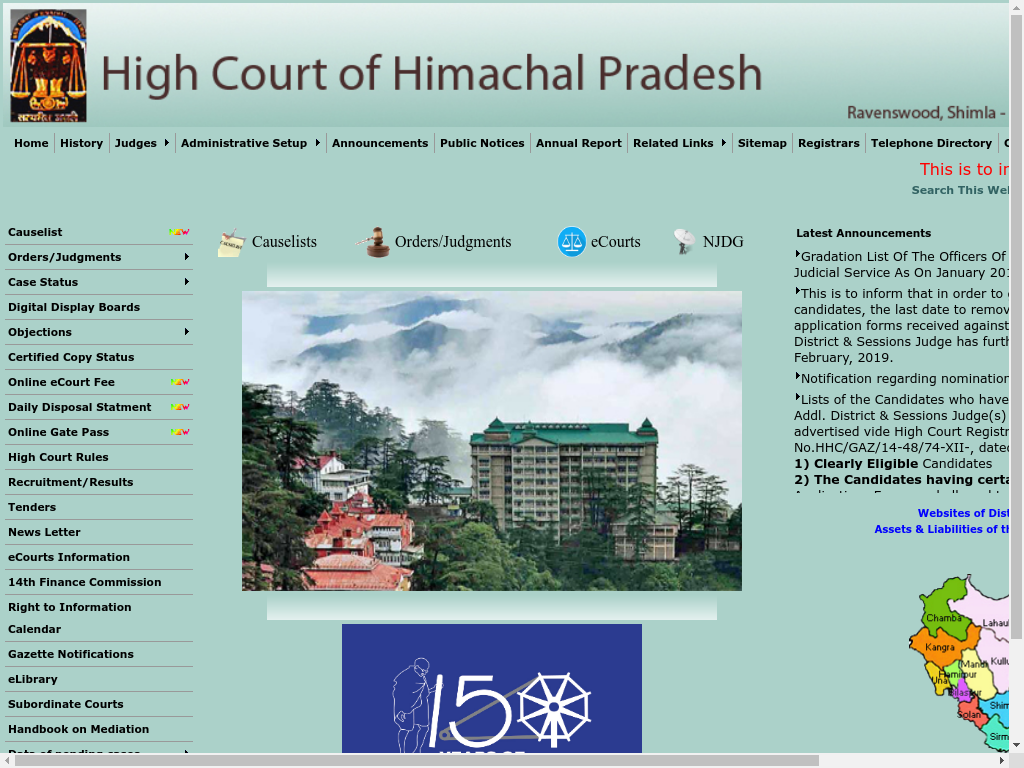 High Court of Himachal Pradesh
Ravenswood, Shimla -
Home History Judges Administrative Setup Announcements Public Notices Annual Report Related Links Sitemap Registrars Telephone Directory
This is to in
Search This Web
Causelist
Orders/Judgments
Case Status
Digital Display Boards
Objections
Certified Copy Status
Online eCourt Fee
Daily Disposal Statment
Online Gate Pass
High Court Rules
Recruitment/Results
Tenders
News Letter
eCourts Information
14th Finance Commission
Right to Information
Calendar
Gazette Notifications
eLibrary
Subordinate Courts
Handbook on Mediation
Causelists Orders/Judgments eCourts NJDG
150
YEARS OF
Latest Announcements
Gradation List Of The Officers Of
Judicial Service As On January 201
This is to inform that in order to
candidates, the last date to remov
application forms received against
District & Sessions Judge has furth
February, 2019.
Notification regarding nomination
Lists of the Candidates who have
Addl. District & Sessions Judge(s)
advertised vide High Court Registr
No.HHC/GAZ/14-48/74-XII-, dated
1) Clearly Eligible Candidates
2) The Candidates having certa
Websites of Dist
Assets & Liabilities of th
Chamba
Lahaul
Kangra
Mandi
Kullu
Hamirpur
Una
Bilaspur
Shim
Solan
Sirm